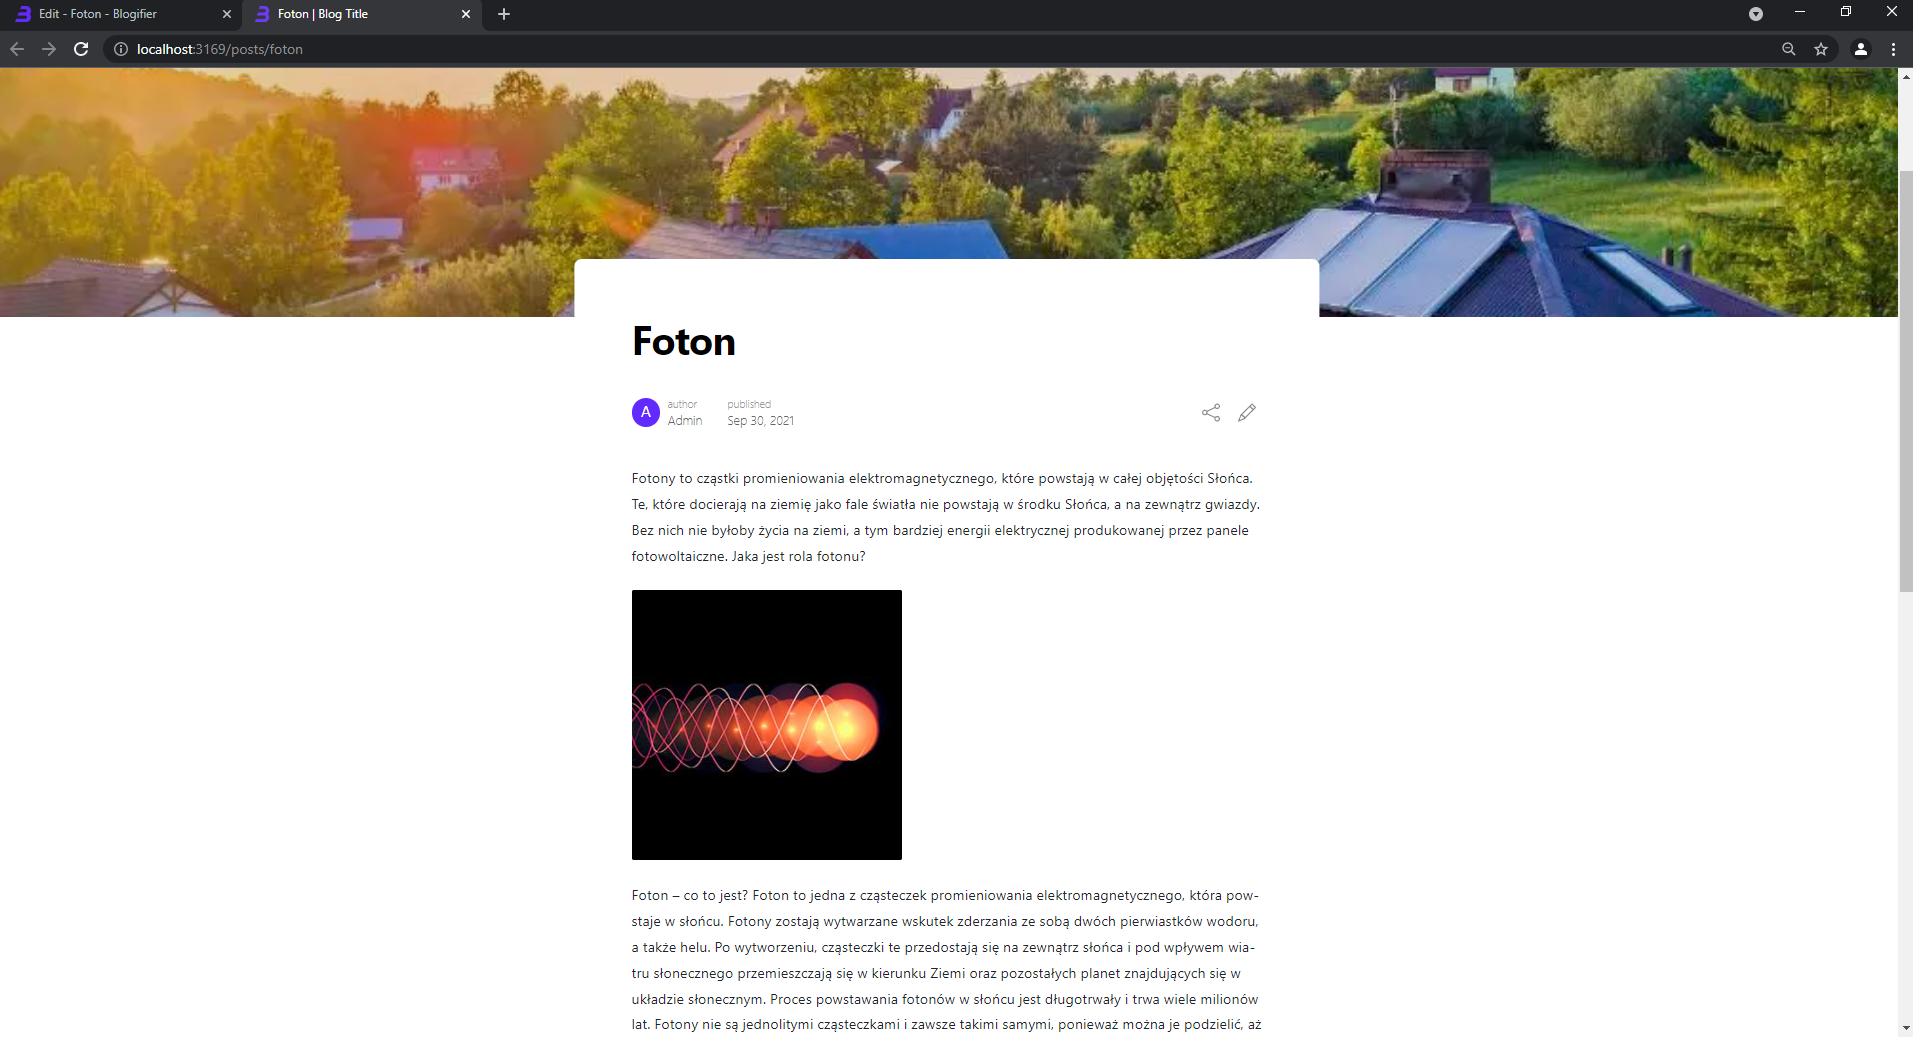 Edit - Foton - Blogifier
Foton | Blog Title
localhost:3169/posts/foton
Foton
A
author
Admin
published
Sep 30, 2021
Fotony to cząstki promieniowania elektromagnetycznego, które powstają w całej objętości Słońca.
Te, które docierają na ziemię jako fale światła nie powstają w środku Słońca, a na zewnątrz gwiazdy.
Bez nich nie byłoby życia na ziemi, a tym bardziej energii elektrycznej produkowanej przez panele
fotowoltaiczne. Jaka jest rola fotonu?
Foton – co to jest? Foton to jedna z cząsteczek promieniowania elektromagnetycznego, która pow-
staje w słońcu. Fotony zostają wytwarzane wskutek zderzania ze sobą dwóch pierwiastków wodoru,
a także helu. Po wytworzeniu, cząsteczki te przedostają się na zewnątrz słońca i pod wpływem wia-
tru słonecznego przemieszczają się w kierunku Ziemi oraz pozostałych planet znajdujących się w
układzie słonecznym. Proces powstawania fotonów w słońcu jest długotrwały i trwa wiele milionów
lat. Fotony nie są jednolitymi cząsteczkami i zawsze takimi samymi, ponieważ można je podzielić, aż